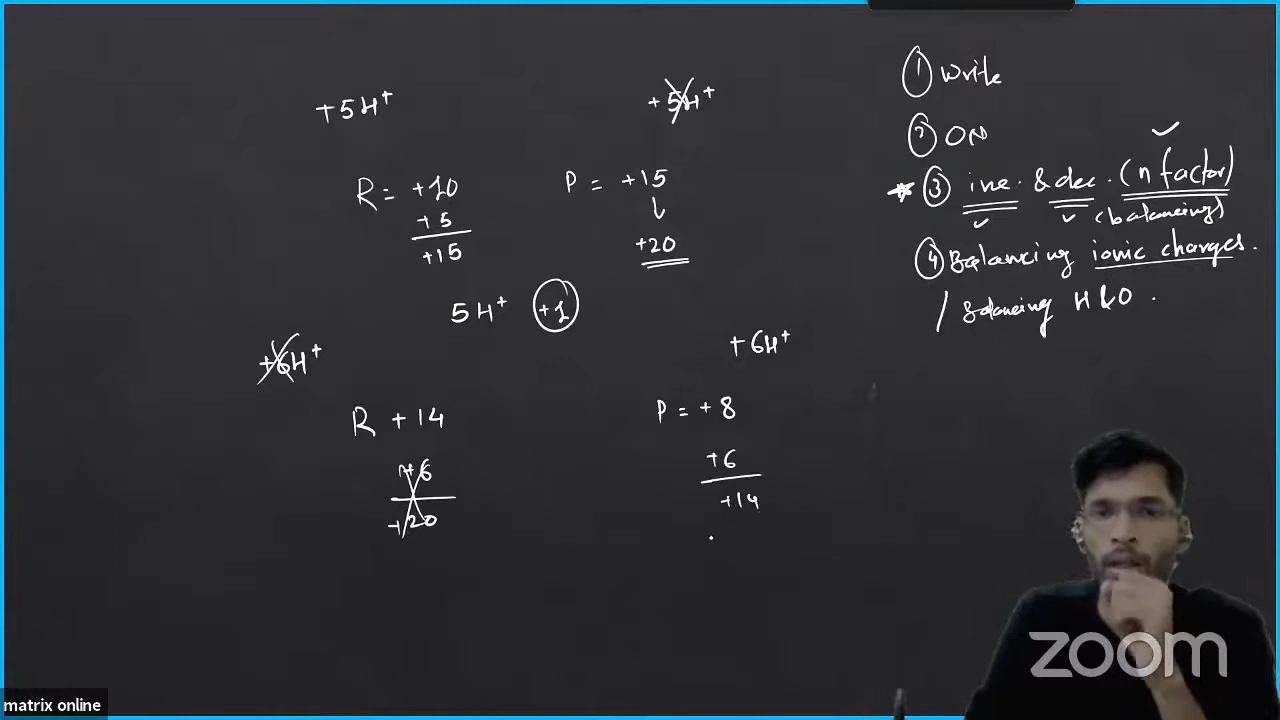 +5H⁺
+5H⁺
R = +10
+5
+15
P = +15
↓
+20
5H⁺ +1
+6H⁺
+6H⁺
R +14
+6
+20
P = +8
+6
+14
① Write
② ON
③ inc. & dec. (n factor)
(balancing)
④ Balancing ionic charges.
/ Balancing H & O.
zoom
matrix online